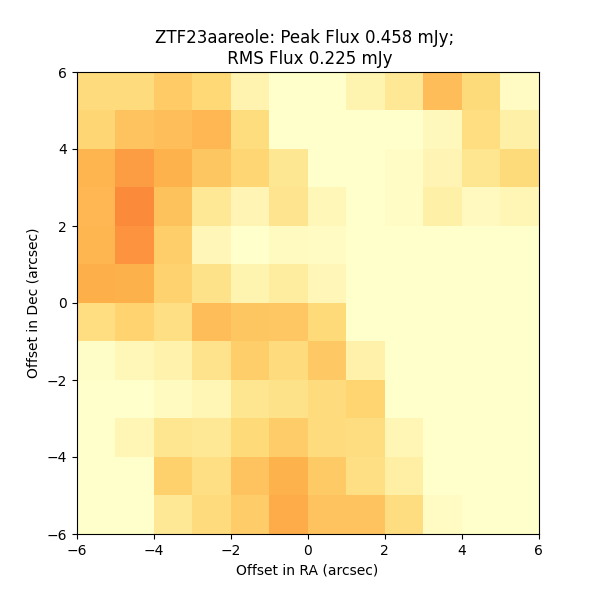 ZTF23aareole: Peak Flux 0.458 mJy;
RMS Flux 0.225 mJy
6
4
2
0
−2
−4
−6
Offset in Dec (arcsec)
−6 −4 −2 0 2 4 6
Offset in RA (arcsec)